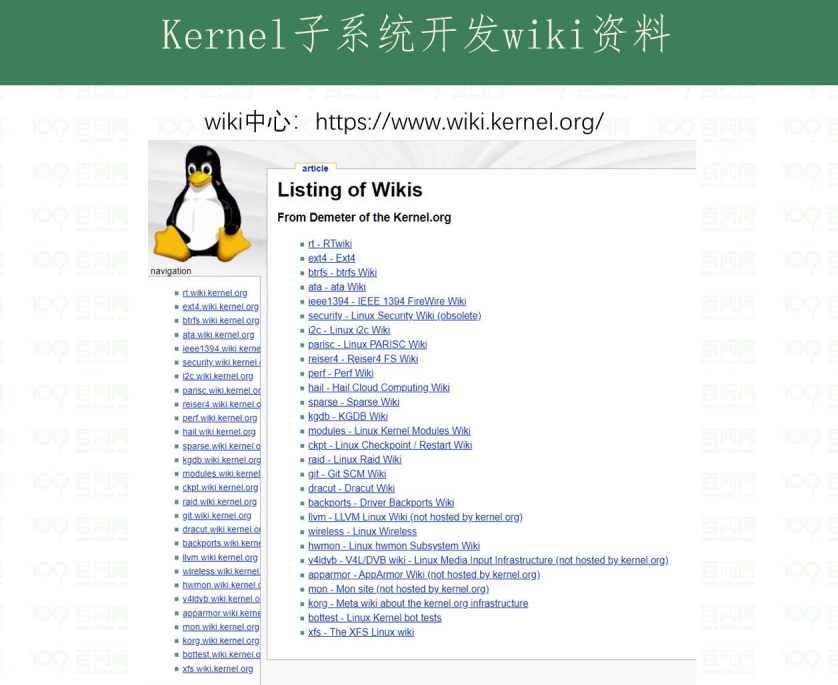 Kernel子系统开发wiki资料
wiki中心：https://www.wiki.kernel.org/
article
Listing of Wikis
From Demeter of the Kernel.org
rt - RTwiki
ext4 - Ext4
btrfs - btrfs Wiki
ata - ata Wiki
ieee1394 - IEEE 1394 FireWire Wiki
security - Linux Security Wiki (obsolete)
i2c - Linux i2c Wiki
parisc - Linux PARISC Wiki
reiser4 - Reiser4 FS Wiki
perf - Perf Wiki
hail - Hail Cloud Computing Wiki
sparse - Sparse Wiki
kgdb - KGDB Wiki
modules - Linux Kernel Modules Wiki
ckpt - Linux Checkpoint / Restart Wiki
raid - Linux Raid Wiki
git - Git SCM Wiki
dracut - Dracut Wiki
backports - Driver Backports Wiki
llvm - LLVM Linux Wiki (not hosted by kernel.org)
wireless - Linux Wireless
hwmon - Linux hwmon Subsystem Wiki
v4ldvb - V4L/DVB wiki - Linux Media Input Infrastructure (not hosted by kernel.org)
apparmor - AppArmor Wiki (not hosted by kernel.org)
mon - Mon site (not hosted by kernel.org)
korg - Meta wiki about the kernel.org infrastructure
bottest - Linux Kernel bot tests
xfs - The XFS Linux wiki
navigation
rt.wiki.kernel.org
ext4.wiki.kernel.org
btrfs.wiki.kernel.org
ata.wiki.kernel.org
ieee1394.wiki.kerne
security.wiki.kernel.
i2c.wiki.kernel.org
parisc.wiki.kernel.or
reiser4.wiki.kernel.o
perf.wiki.kernel.org
hail.wiki.kernel.org
sparse.wiki.kernel.o
kgdb.wiki.kernel.org
modules.wiki.kernel
ckpt.wiki.kernel.org
raid.wiki.kernel.org
git.wiki.kernel.org
dracut.wiki.kernel.or
backports.wiki.kerne
llvm.wiki.kernel.org
wireless.wiki.kernel.
hwmon.wiki.kernel.o
v4ldvb.wiki.kernel.o
apparmor.wiki.kerne
mon.wiki.kernel.org
korg.wiki.kernel.org
bottest.wiki.kernel.o
xfs.wiki.kernel.org
百问网